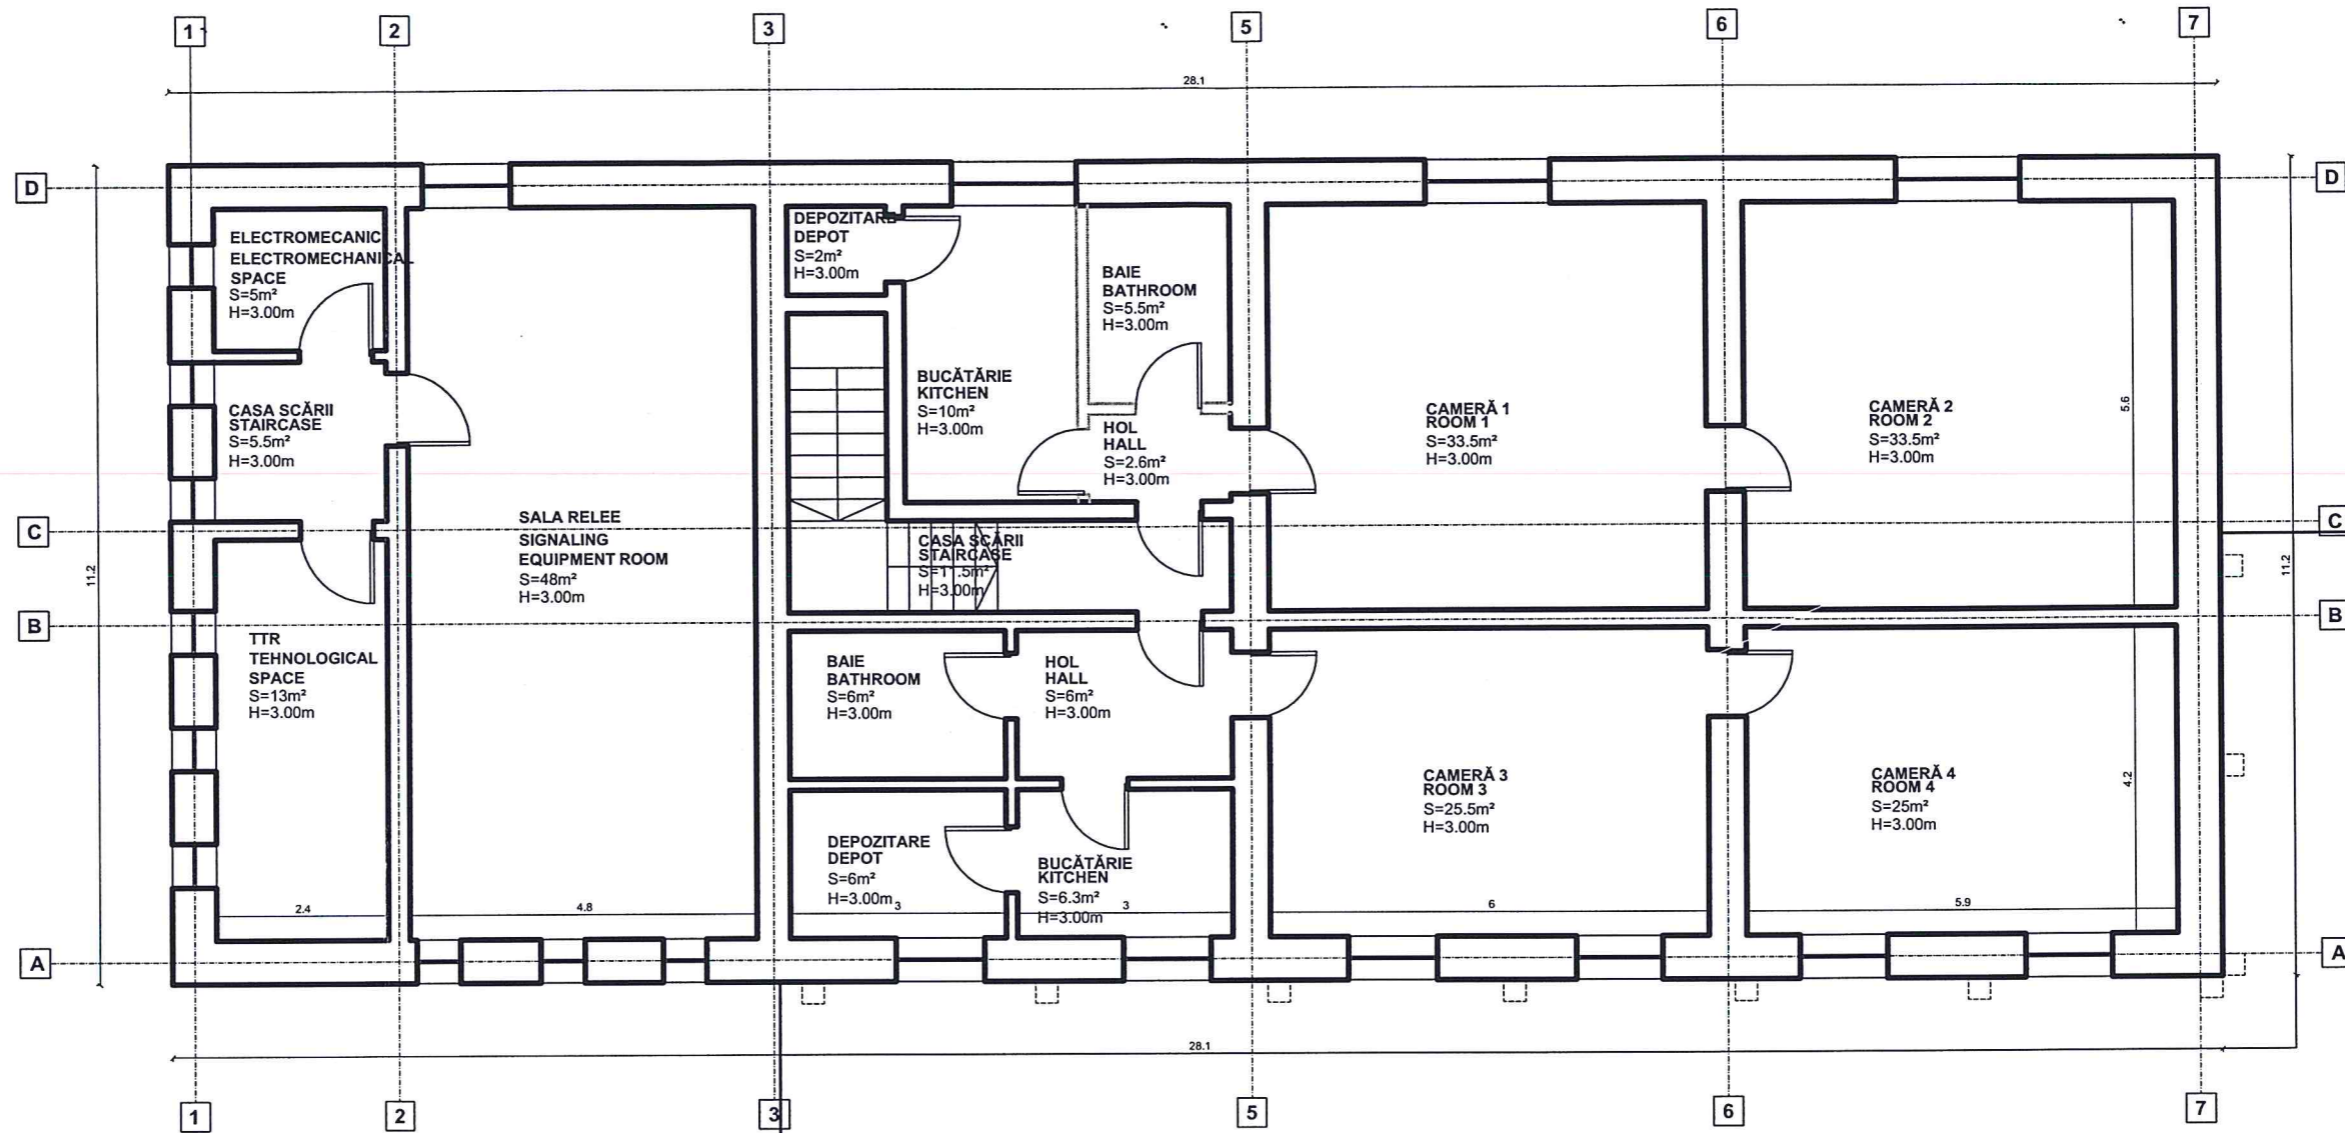 1
2
3
5
6
7
28.1
D
D
ELECTROMECANIC
ELECTROMECHANICAL
SPACE
S=5m²
H=3.00m
DEPOZITARE
DEPOT
S=2m²
H=3.00m
BAIE
BATHROOM
S=5.5m²
H=3.00m
CASA SCĂRII
STAIRCASE
S=5.5m²
H=3.00m
BUCĂTĂRIE
KITCHEN
S=10m²
H=3.00m
HOL
HALL
S=2.6m²
H=3.00m
CAMERĂ 1
ROOM 1
S=33.5m²
H=3.00m
CAMERĂ 2
ROOM 2
S=33.5m²
H=3.00m
5.6
C
C
SALA RELEE
SIGNALING
EQUIPMENT ROOM
S=48m²
H=3.00m
CASA SCĂRII
STAIRCASE
S=11.5m²
H=3.00m
11.2
11.2
B
B
TTR
TEHNOLOGICAL
SPACE
S=13m²
H=3.00m
BAIE
BATHROOM
S=6m²
H=3.00m
HOL
HALL
S=6m²
H=3.00m
CAMERĂ 3
ROOM 3
S=25.5m²
H=3.00m
CAMERĂ 4
ROOM 4
S=25m²
H=3.00m
4.2
DEPOZITARE
DEPOT
S=6m²
H=3.00m
BUCĂTĂRIE
KITCHEN
S=6.3m²
H=3.00m
2.4
4.8
3
3
6
5.9
A
A
28.1
1
2
3
5
6
7